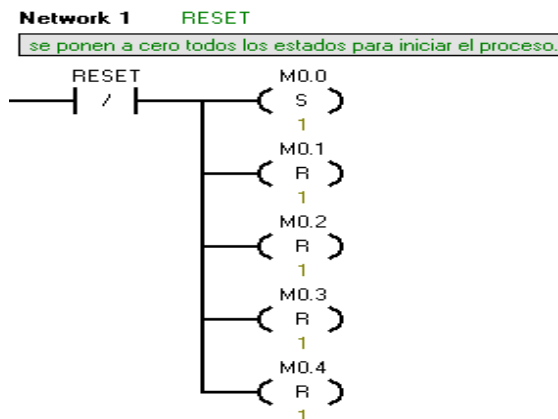 Network 1 RESET
se ponen a cero todos los estados para iniciar el proceso.
RESET
/
M0.0
S
1
M0.1
R
1
M0.2
R
1
M0.3
R
1
M0.4
R
1